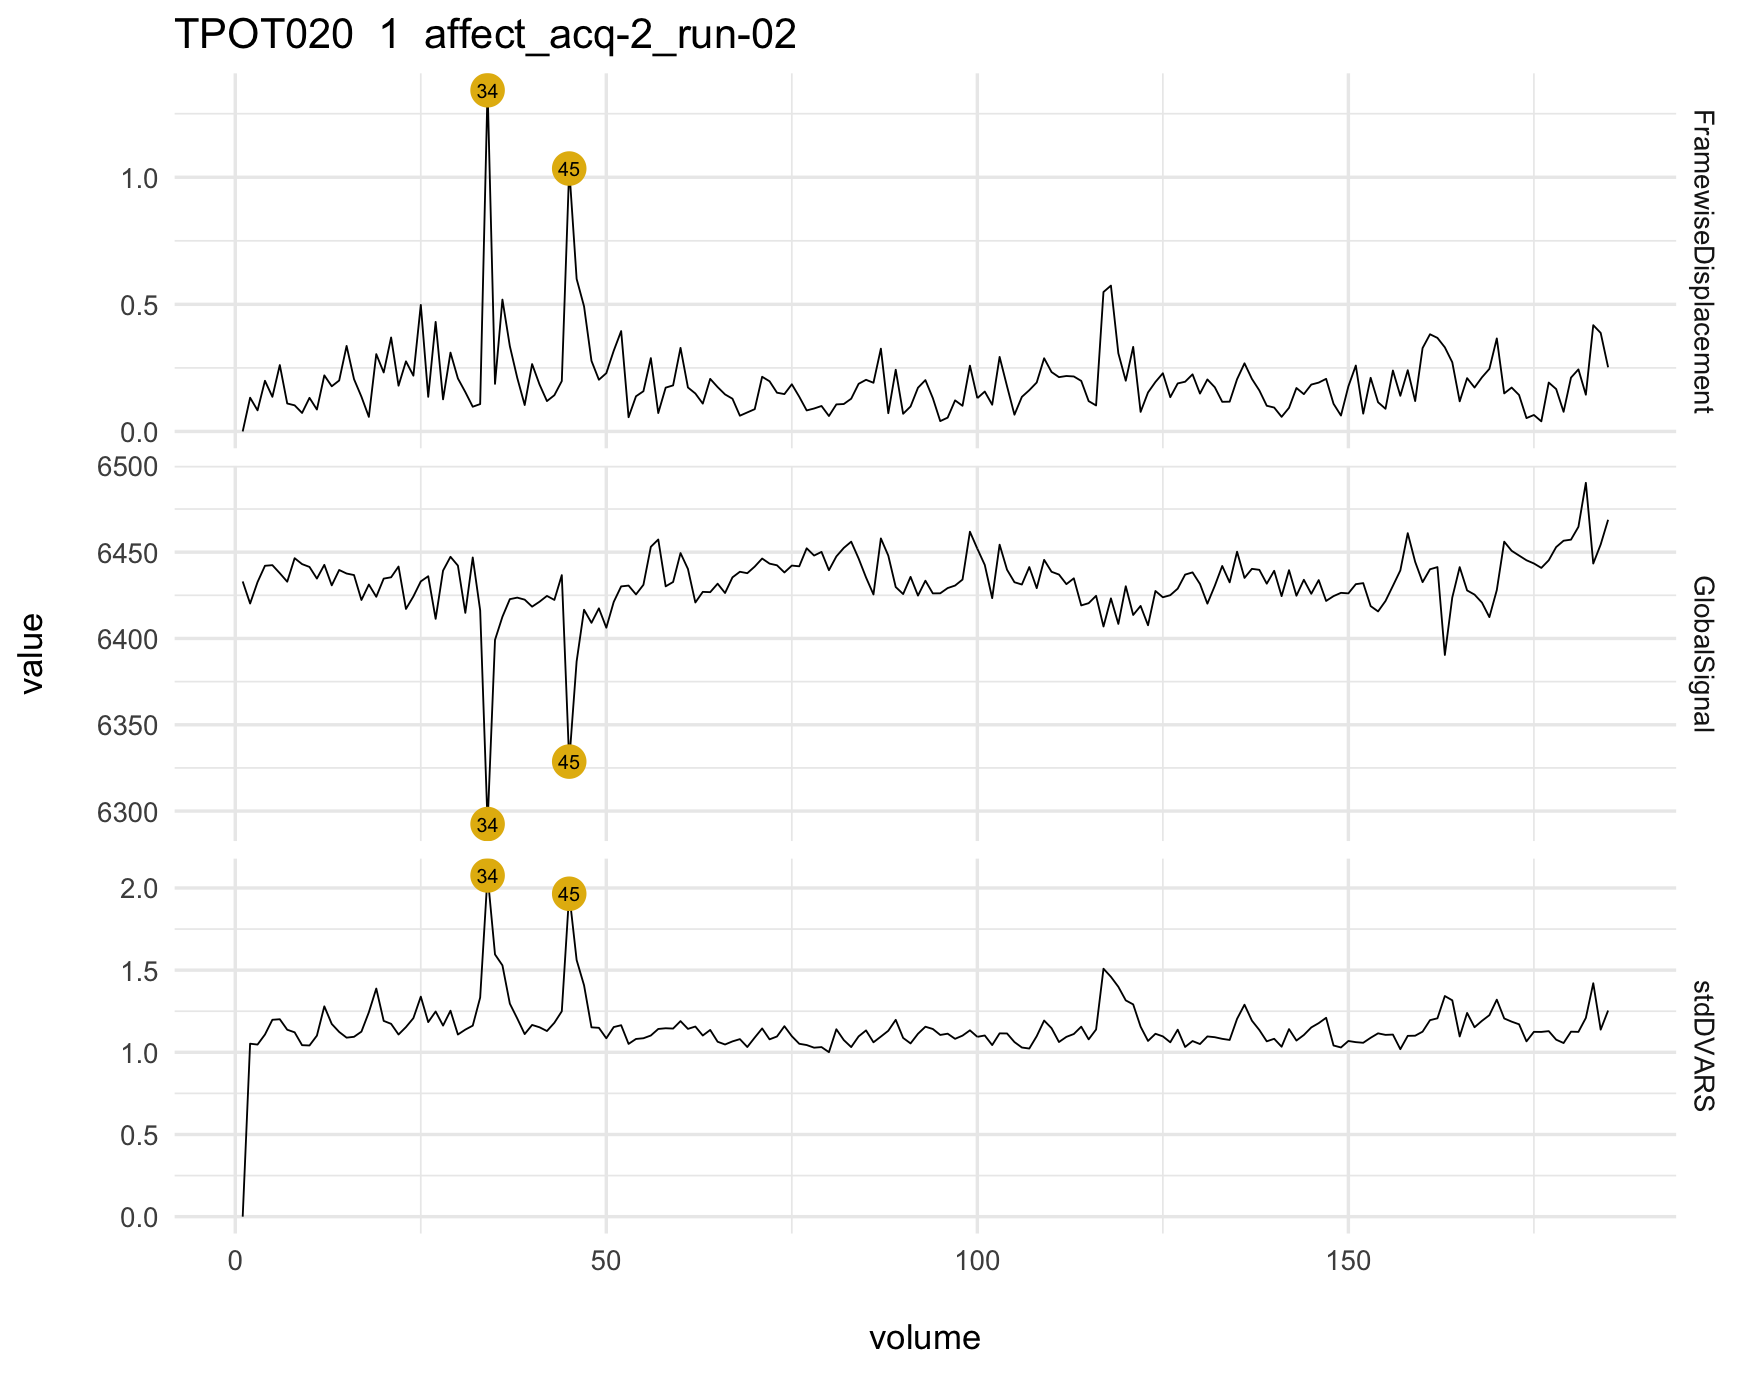 TPOT020 1 affect_acq-2_run-02
34
45
1.0
0.5
0.0
FramewiseDisplacement
6500
6450
6400
6350
6300
45
34
GlobalSignal
value
34
45
2.0
1.5
1.0
0.5
0.0
stdDVARS
0 50 100 150
volume